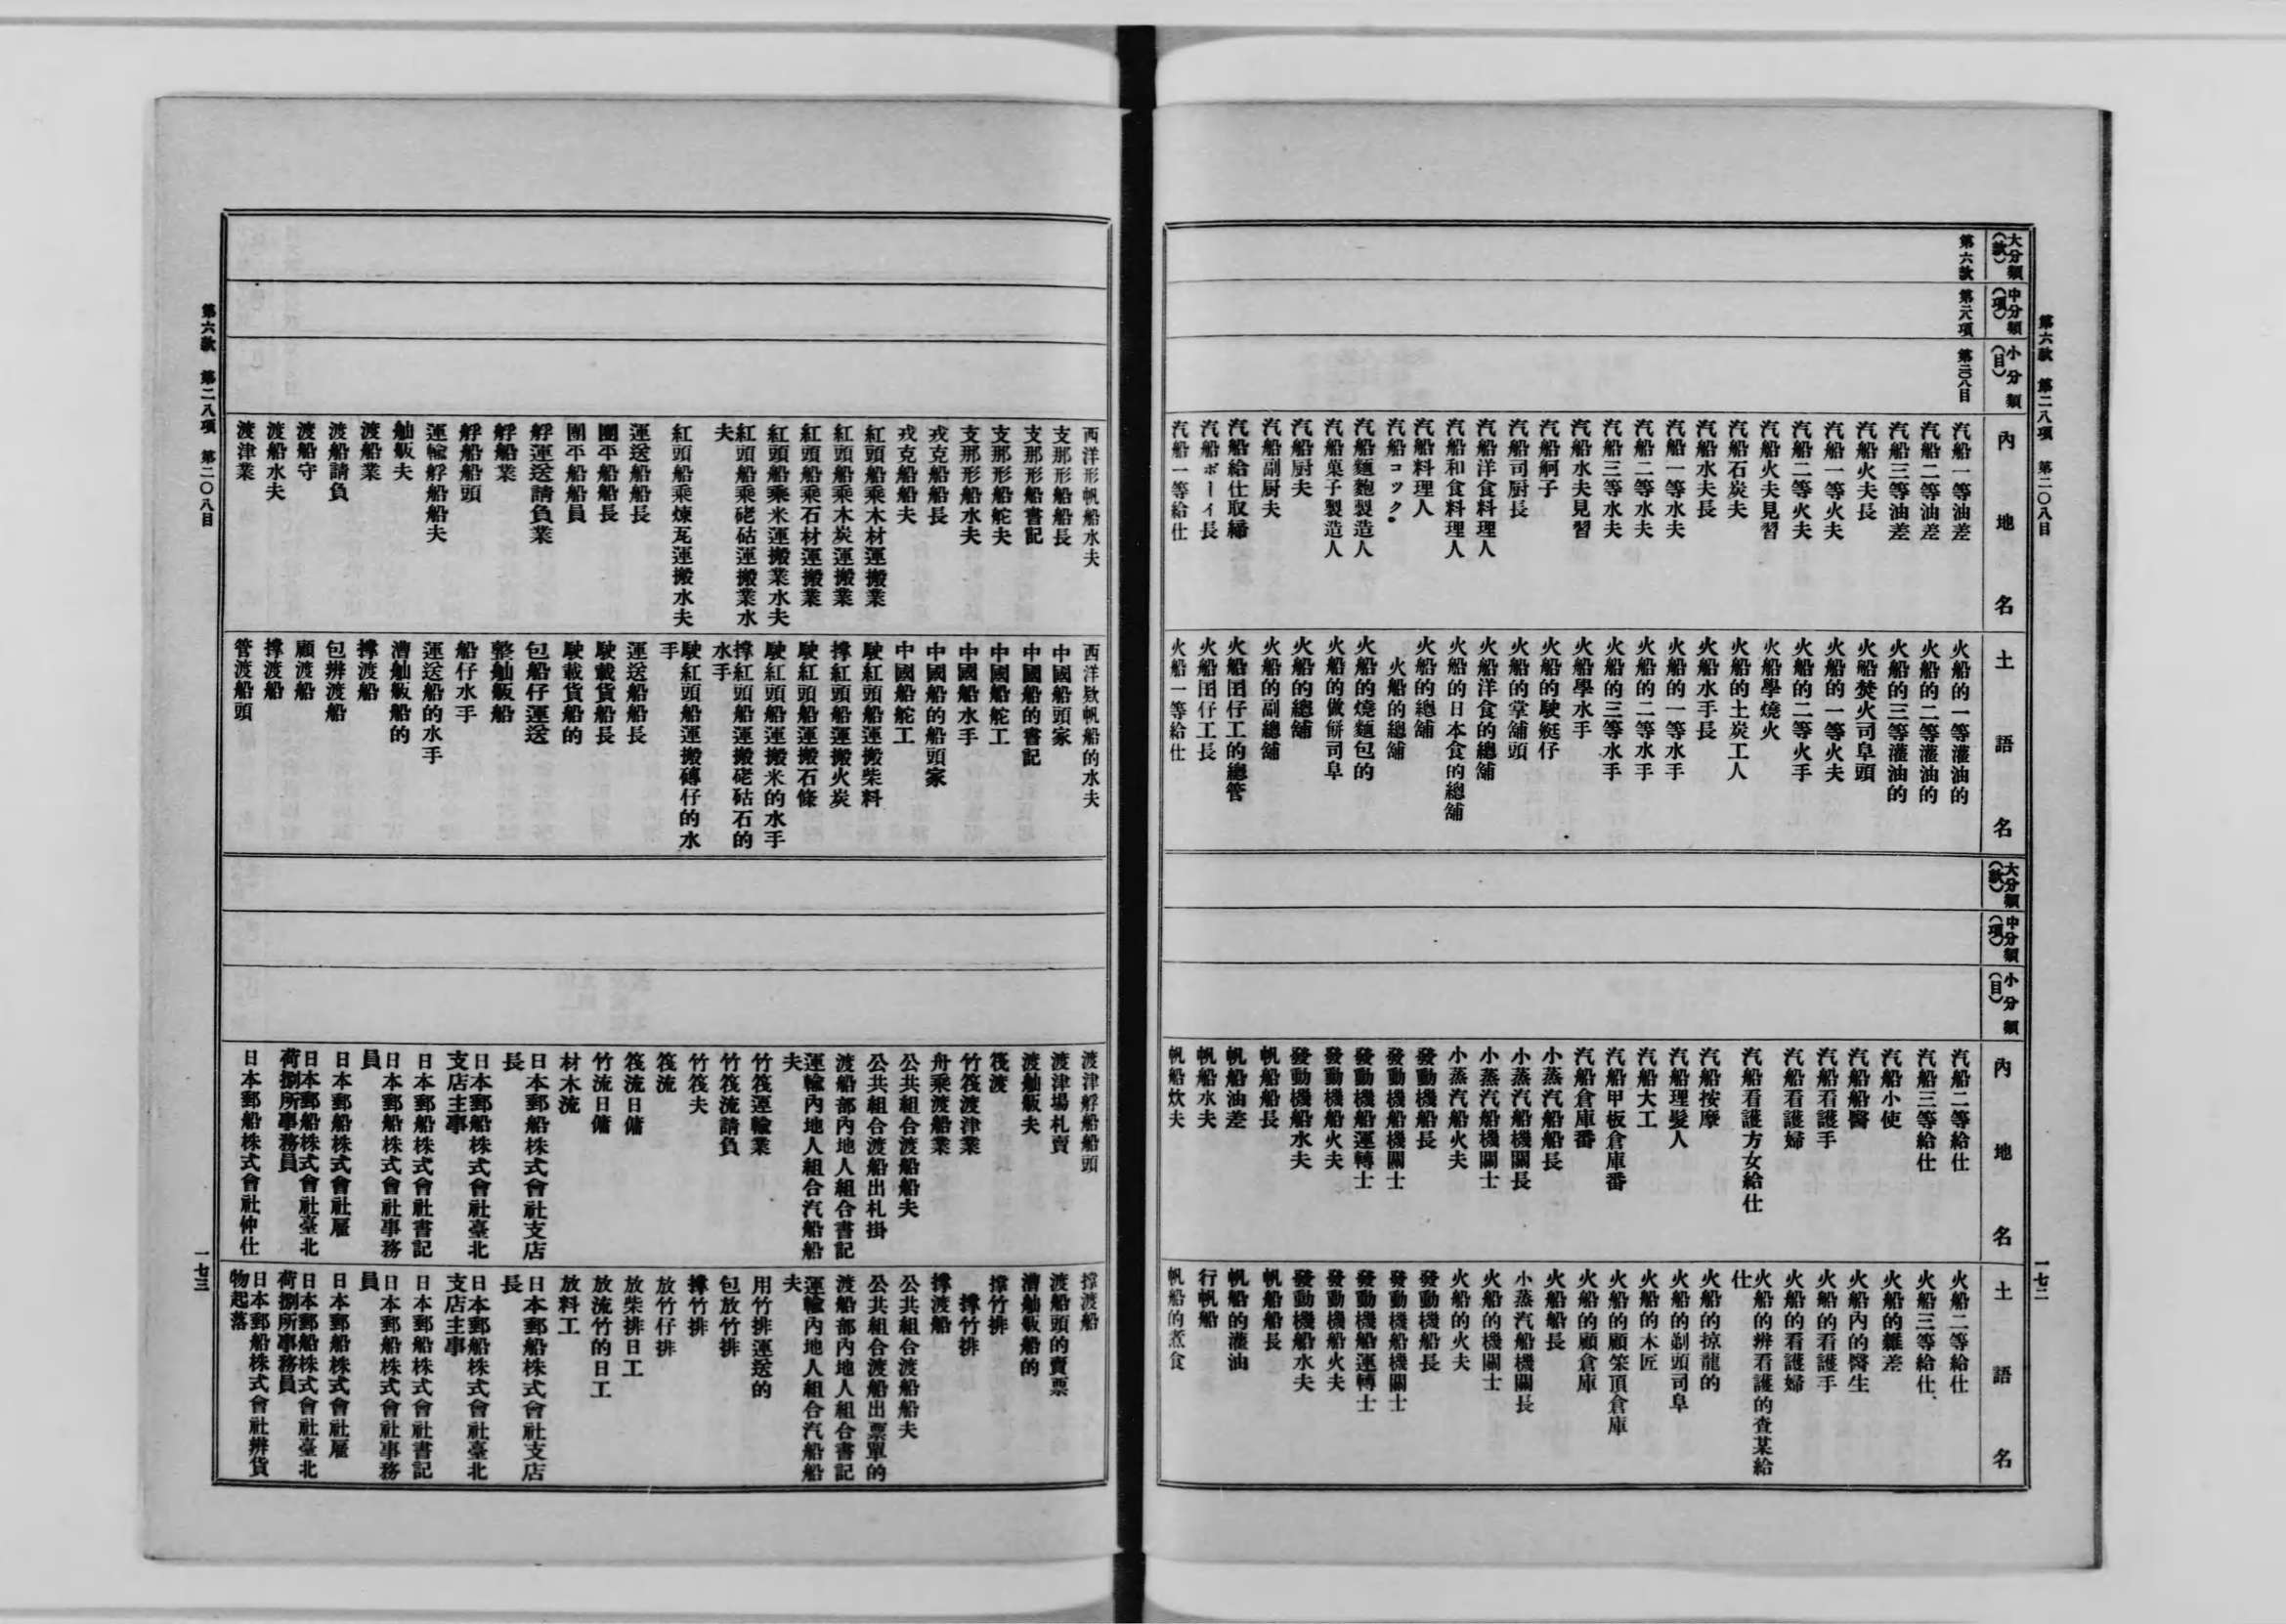 第六款 第二八項 第二〇八目
一七二
大分類(款)
中分類(項)
小分類(目)
內地名
土語名
大分類(款)
中分類(項)
小分類(目)
內地名
土語名
第六款
第二八項
第二〇八目
汽船一等油差
汽船二等油差
汽船三等油差
汽船火夫長
汽船一等火夫
汽船二等火夫
汽船火夫見習
汽船石炭夫
汽船水夫長
汽船一等水夫
汽船二等水夫
汽船三等水夫
汽船水夫見習
汽船舸子
汽船司厨長
汽船洋食料理人
汽船和食料理人
汽船料理人
汽船コック
汽船麵麭製造人
汽船菓子製造人
汽船厨夫
汽船副厨夫
汽船給仕取締
汽船ボーイ長
汽船一等給仕
火船的一等灌油的
火船的二等灌油的
火船的三等灌油的
火船焚火司阜頭
火船的一等火夫
火船的二等火手
火船學燒火
火船的土炭工人
火船水手長
火船的一等水手
火船的二等水手
火船的三等水手
火船學水手
火船的駛艇仔
火船的掌舖頭
火船洋食的總舖
火船的日本食的總舖
火船的總舖
火船的總舖
火船的燒麵包的
火船的做餅司阜
火船的總舖
火船的副總舖
火船囝仔工的總管
火船囝仔工長
火船一等給仕
汽船二等給仕
汽船三等給仕
汽船小使
汽船船醫
汽船看護手
汽船看護婦
汽船看護方女給仕
汽船按摩
汽船理髮人
汽船大工
汽船甲板倉庫番
汽船倉庫番
小蒸汽船船長
小蒸汽船機關長
小蒸汽船機關士
小蒸汽船火夫
發動機船長
發動機船機關士
發動機船運轉士
發動機船火夫
發動機船水夫
帆船船長
帆船油差
帆船水夫
帆船炊夫
火船二等給仕
火船三等給仕
火船的雜差
火船內的醫生
火船的看護手
火船的看護婦
火船的辨看護的查某給
仕
火船的掠龍的
火船的剃頭司阜
火船的木匠
火船的顧笨頂倉庫
火船的顧倉庫
火船船長
小蒸汽船機關長
火船的機關士
火船的火夫
發動機船長
發動機船機關士
發動機船運轉士
發動機船火夫
發動機船水夫
帆船船長
帆船的灌油
行帆船
帆船的煮食
西洋形帆船水夫
支那形船船長
支那形船書記
支那形船舵夫
支那形船水夫
戎克船船長
戎克船船夫
紅頭船乘木材運搬業
紅頭船乘木炭運搬業
紅頭船乘石材運搬業
紅頭船乘米運搬業水夫
紅頭船乘硓𥑮運搬業水
夫
紅頭船乘煉瓦運搬水夫
運送船船長
團平船船長
團平船船員
艀運送請負業
艀船業
艀船船頭
運輸艀船船夫
舢舨夫
渡船業
渡船請負
渡船守
渡船水夫
渡津業
西洋欵帆船的水夫
中國船頭家
中國船的書記
中國船舵工
中國船水手
中國船的船頭家
中國船舵工
駛紅頭船運搬柴料
撐紅頭船運搬火炭
駛紅頭船運搬石條
駛紅頭船運搬米的水手
撐紅頭船運搬硓𥑮石的
水手
駛紅頭船運搬磚仔的水
手
運送船船長
駛載貨船長
駛載貨船的
包船仔運送
整舢舨船
船仔水手
運送船的水手
漕舢舨船的
撐渡船
包辨渡船
顧渡船
撐渡船
管渡船頭
渡津艀船船頭
渡津場札賣
渡舢舨夫
筏渡
竹筏渡津業
舟乘渡船業
公共組合渡船船夫
公共組合渡船出札掛
渡船部內地人組合書記
運輸內地人組合汽船船
夫
竹筏運輸業
竹筏流請負
竹筏夫
筏流
筏流日傭
竹流日傭
材木流
日本郵船株式會社支店
長
日本郵船株式會社臺北
支店主事
日本郵船株式會社書記
日本郵船株式會社事務
員
日本郵船株式會社雇
日本郵船株式會社臺北
荷捌所事務員
日本郵船株式會社仲仕
撐渡船
渡船頭的賣票
漕舢舨船的
撐竹排
撐竹排
撐渡船
公共組合渡船船夫
公共組合渡船出票單的
渡船部內地人組合書記
運輸內地人組合汽船船
夫
用竹排運送的
包放竹排
撐竹排
放竹仔排
放柴排日工
放流竹的日工
放料工
日本郵船株式會社支店
長
日本郵船株式會社臺北
支店主事
日本郵船株式會社書記
日本郵船株式會社事務
員
日本郵船株式會社雇
日本郵船株式會社臺北
荷捌所事務員
日本郵船株式會社辨貨
物起落
第六款 第二八項 第二〇八目
一七三